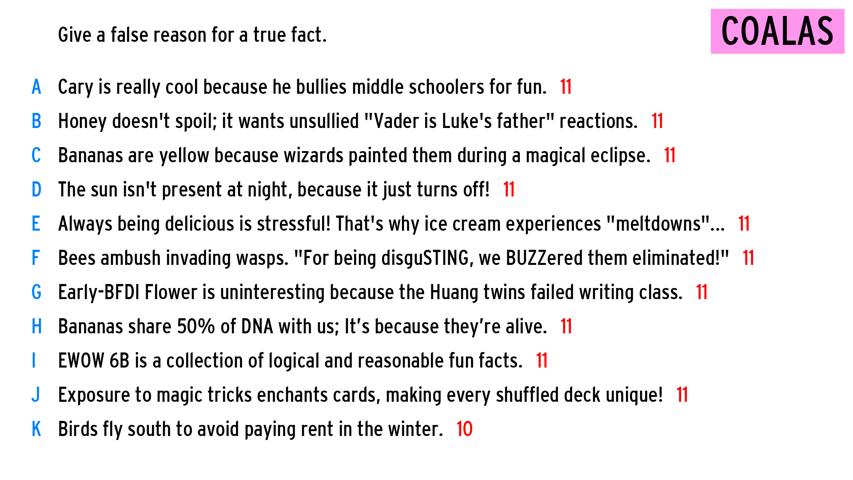 Give a false reason for a true fact.
COALAS
A Cary is really cool because he bullies middle schoolers for fun. 11
B Honey doesn't spoil; it wants unsullied "Vader is Luke's father" reactions. 11
C Bananas are yellow because wizards painted them during a magical eclipse. 11
D The sun isn't present at night, because it just turns off! 11
E Always being delicious is stressful! That's why ice cream experiences "meltdowns"... 11
F Bees ambush invading wasps. "For being disguSTING, we BUZZered them eliminated!" 11
G Early-BFDI Flower is uninteresting because the Huang twins failed writing class. 11
H Bananas share 50% of DNA with us; It’s because they’re alive. 11
I EWOW 6B is a collection of logical and reasonable fun facts. 11
J Exposure to magic tricks enchants cards, making every shuffled deck unique! 11
K Birds fly south to avoid paying rent in the winter. 10